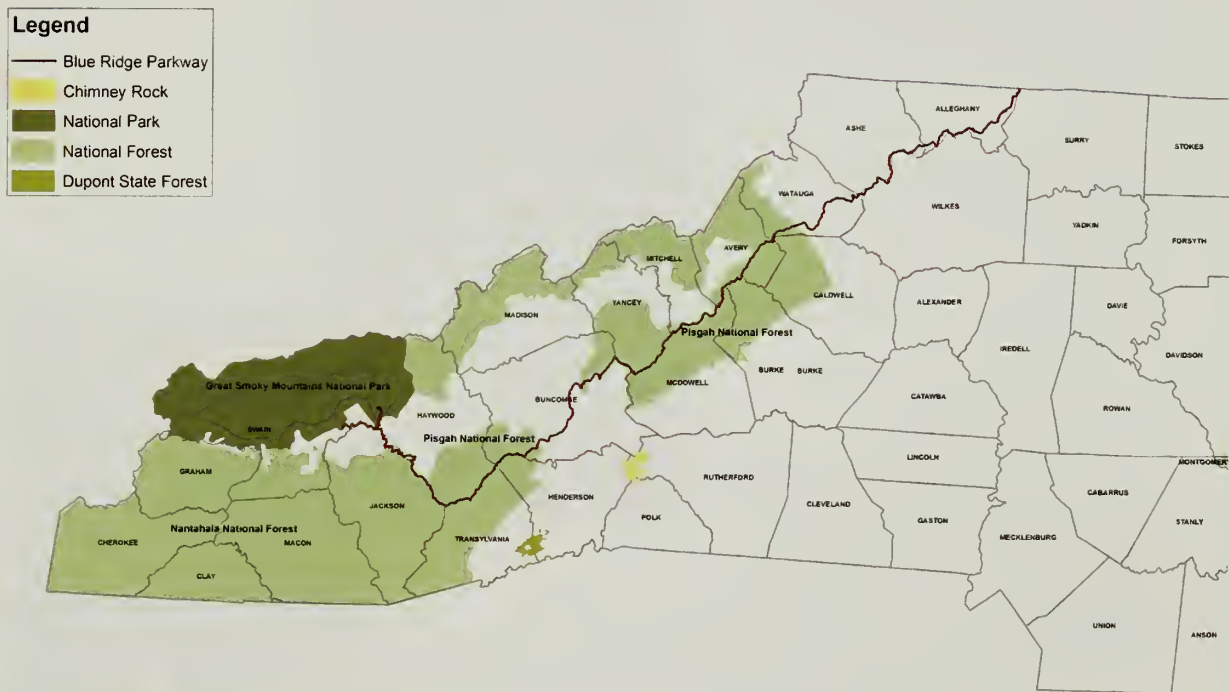 Legend
Blue Ridge Parkway
Chimney Rock
National Park
National Forest
Dupont State Forest
ALLEGHANY
ASHE
SURRY
STOKES
WATAUGA
WILKES
YADKIN
FORSYTH
AVERY
MITCHELL
CALDWELL
ALEXANDER
DAVIE
YANCEY
MADISON
Pisgah National Forest
IREDELL
DAVIDSON
BURKE BURKE
MCDOWELL
Great Smoky Mountains National Park
BUNCOMBE
CATAWBA
ROWAN
HAYWOOD
SWAIN
Pisgah National Forest
LINCOLN
MONTGOMERY
GRAHAM
RUTHERFORD
HENDERSON
CABARRUS
CLEVELAND
JACKSON
POLK
GASTON
STANLY
Nantahala National Forest
CHEROKEE
MACON
TRANSYLVANIA
MECKLENBURG
CLAY
UNION
ANSON